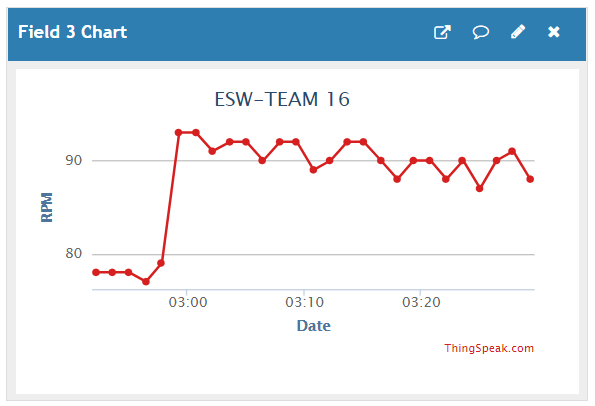 Field 3 Chart
ESW-TEAM 16
90
80
RPM
03:00 03:10 03:20
Date
ThingSpeak.com